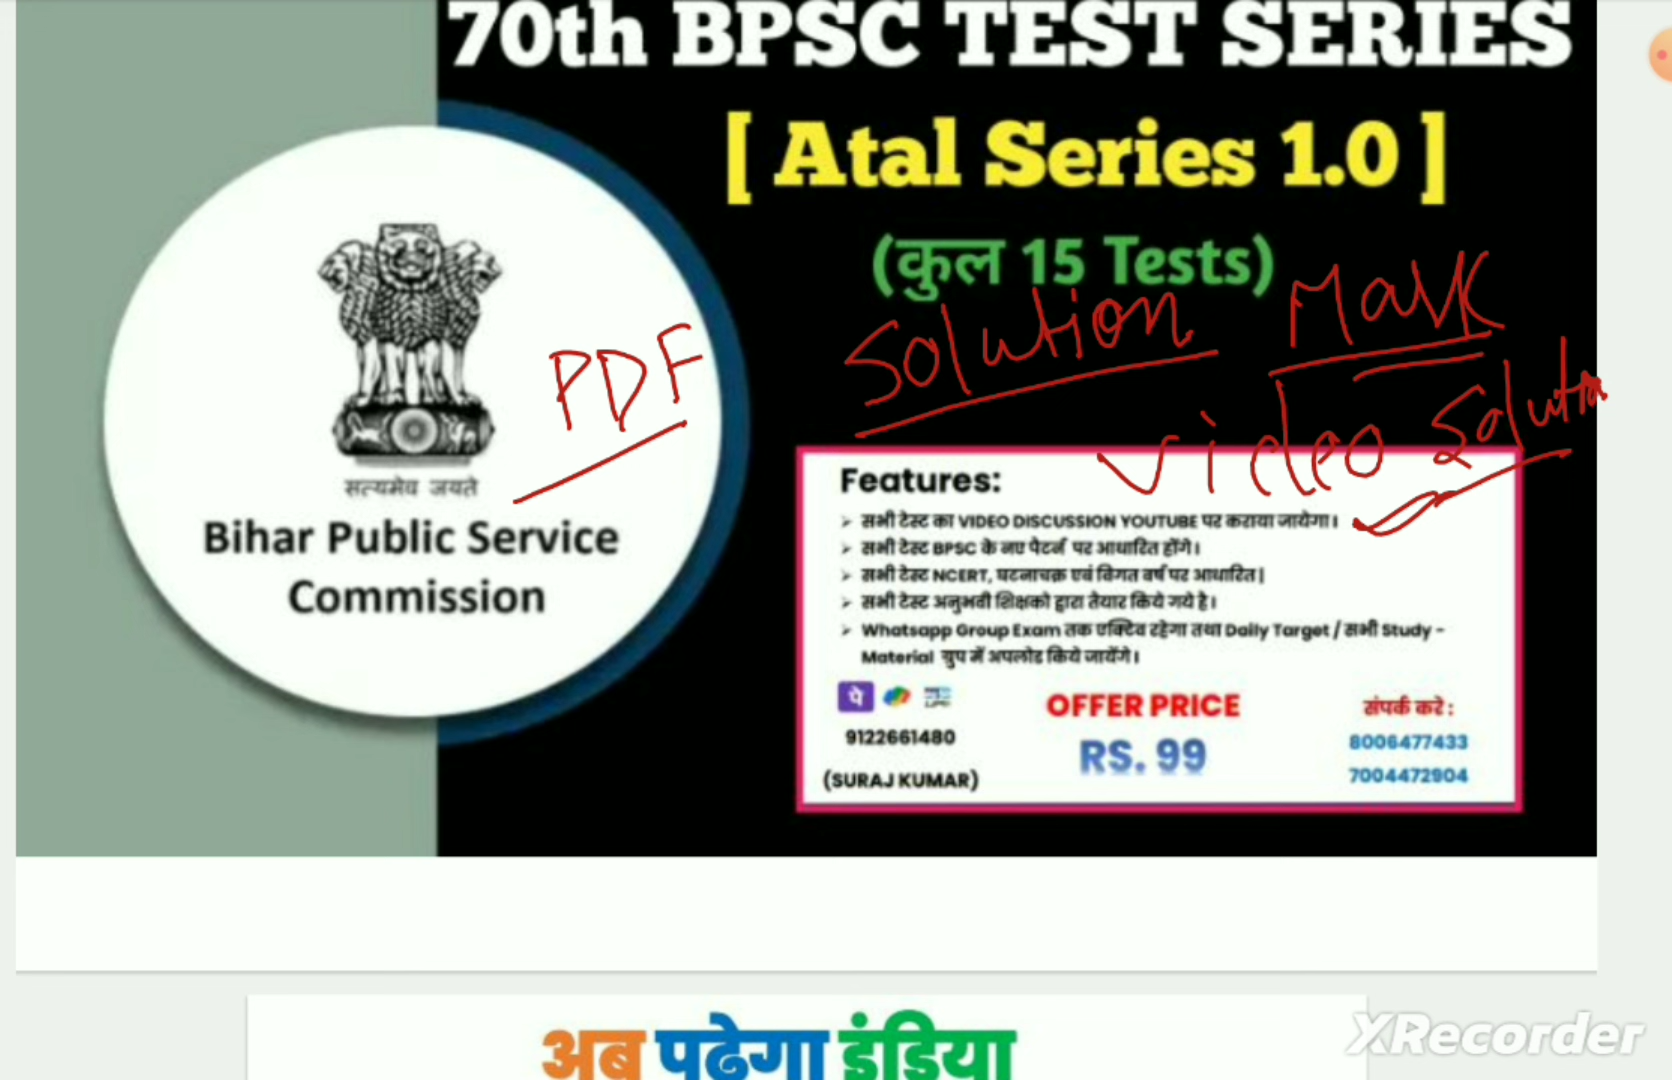 70th BPSC TEST SERIES
[ Atal Series 1.0 ]
(कुल 15 Tests)
Solution Mark
PDF
Video Solution
सत्यमेव जयते
Bihar Public Service
Commission
Features:
➢ सभी टेस्ट का VIDEO DISCUSSION YOUTUBE पर कराया जायेगा।
➢ सभी टेस्ट BPSC के नए पैटर्न पर आधारित होंगे।
➢ सभी टेस्ट NCERT, घटनाचक्र एवं विगत वर्ष पर आधारित|
➢ सभी टेस्ट अनुभवी शिक्षको द्वारा तैयार किये गये है।
➢ Whatsapp Group Exam तक एक्टिव रहेगा तथा Daily Target / सभी Study -
Material ग्रुप में अपलोड किये जायेंगे।
पे
OFFER PRICE
संपर्क करे :
9122661480
RS. 99
8006477433
(SURAJ KUMAR)
7004472904
अब पढेगा इंडिया
XRecorder